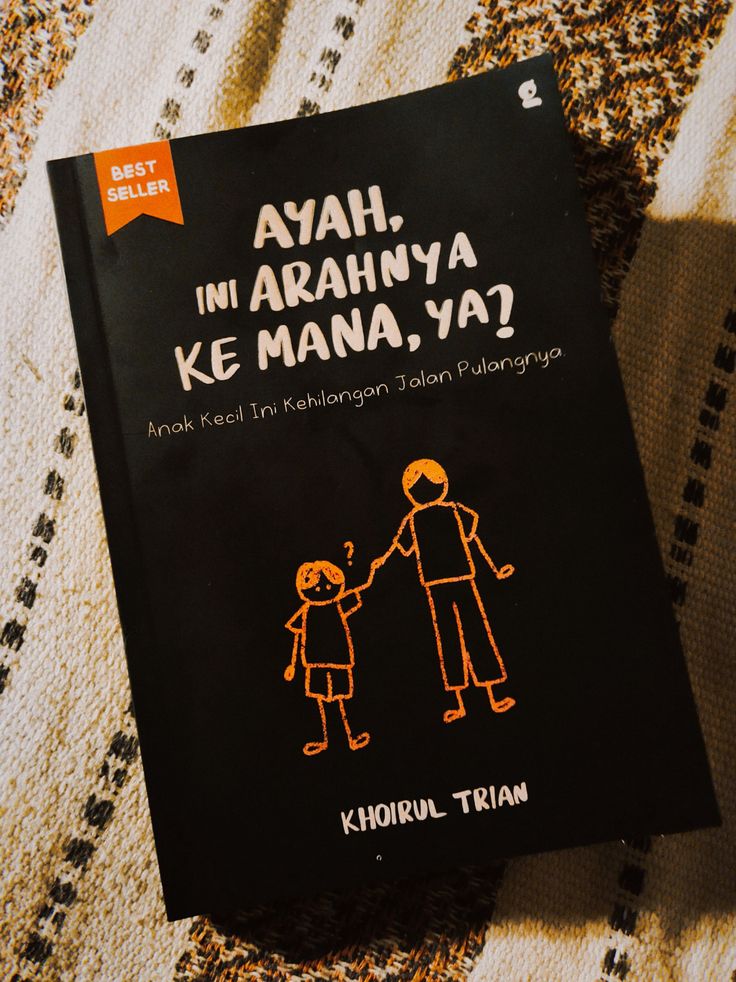 BEST
SELLER
g
AYAH,
INI ARAHNYA
KE MANA, YA?
Anak Kecil Ini Kehilangan Jalan Pulangnya.
?
KHOIRUL TRIAN